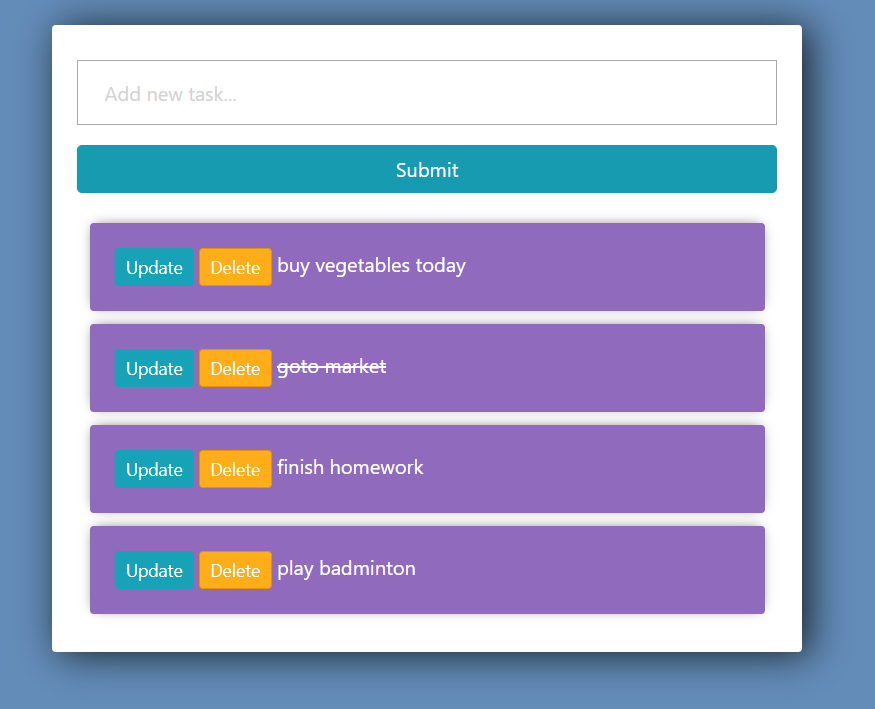 Add new task...
Submit
Update Delete buy vegetables today
Update Delete goto market
Update Delete finish homework
Update Delete play badminton